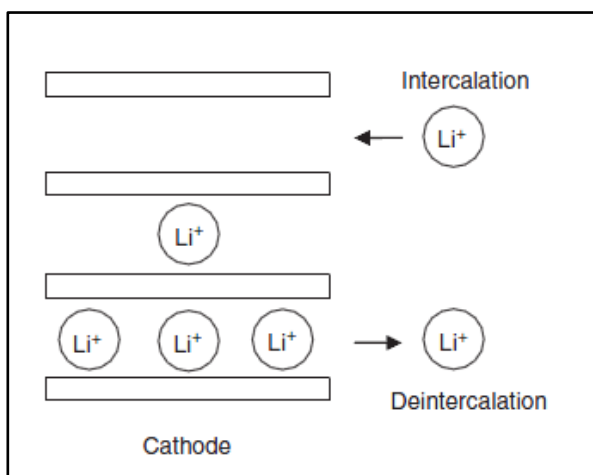 Intercalation
Li⁺
Li⁺
Li⁺ Li⁺ Li⁺ Li⁺
Deintercalation
Cathode